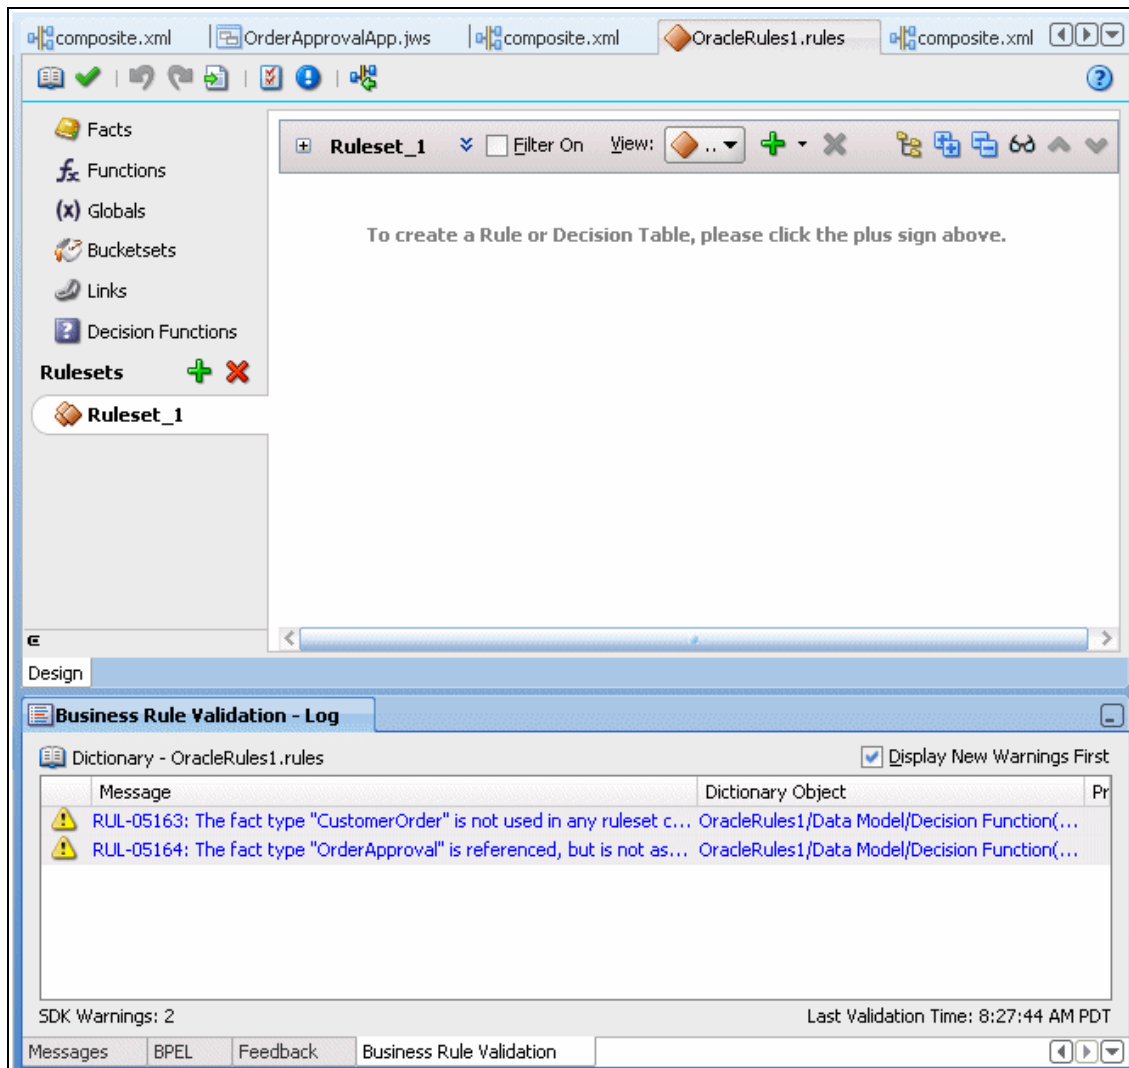 composite.xml OrderApprovalApp.jws composite.xml OracleRules1.rules composite.xml
Facts
Functions
(x) Globals
Bucketsets
Links
Decision Functions
Rulesets
Ruleset_1
Ruleset_1 Filter On View: ..
To create a Rule or Decision Table, please click the plus sign above.
Design
Business Rule Validation - Log
Dictionary - OracleRules1.rules Display New Warnings First
Message Dictionary Object Pr
RUL-05163: The fact type "CustomerOrder" is not used in any ruleset c... OracleRules1/Data Model/Decision Function(...
RUL-05164: The fact type "OrderApproval" is referenced, but is not as... OracleRules1/Data Model/Decision Function(...
SDK Warnings: 2 Last Validation Time: 8:27:44 AM PDT
Messages BPEL Feedback Business Rule Validation